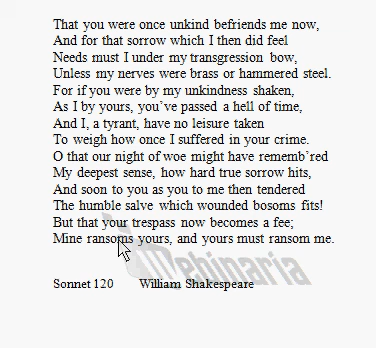 That you were once unkind befriends me now,
And for that sorrow which I then did feel
Needs must I under my transgression bow,
Unless my nerves were brass or hammered steel.
For if you were by my unkindness shaken,
As I by yours, you've passed a hell of time,
And I, a tyrant, have no leisure taken
To weigh how once I suffered in your crime.
O that our night of woe might have rememb'red
My deepest sense, how hard true sorrow hits,
And soon to you as you to me then tendered
The humble salve which wounded bosoms fits!
But that your trespass now becomes a fee;
Mine ransoms yours, and yours must ransom me.
Webinaria
Sonnet 120 William Shakespeare